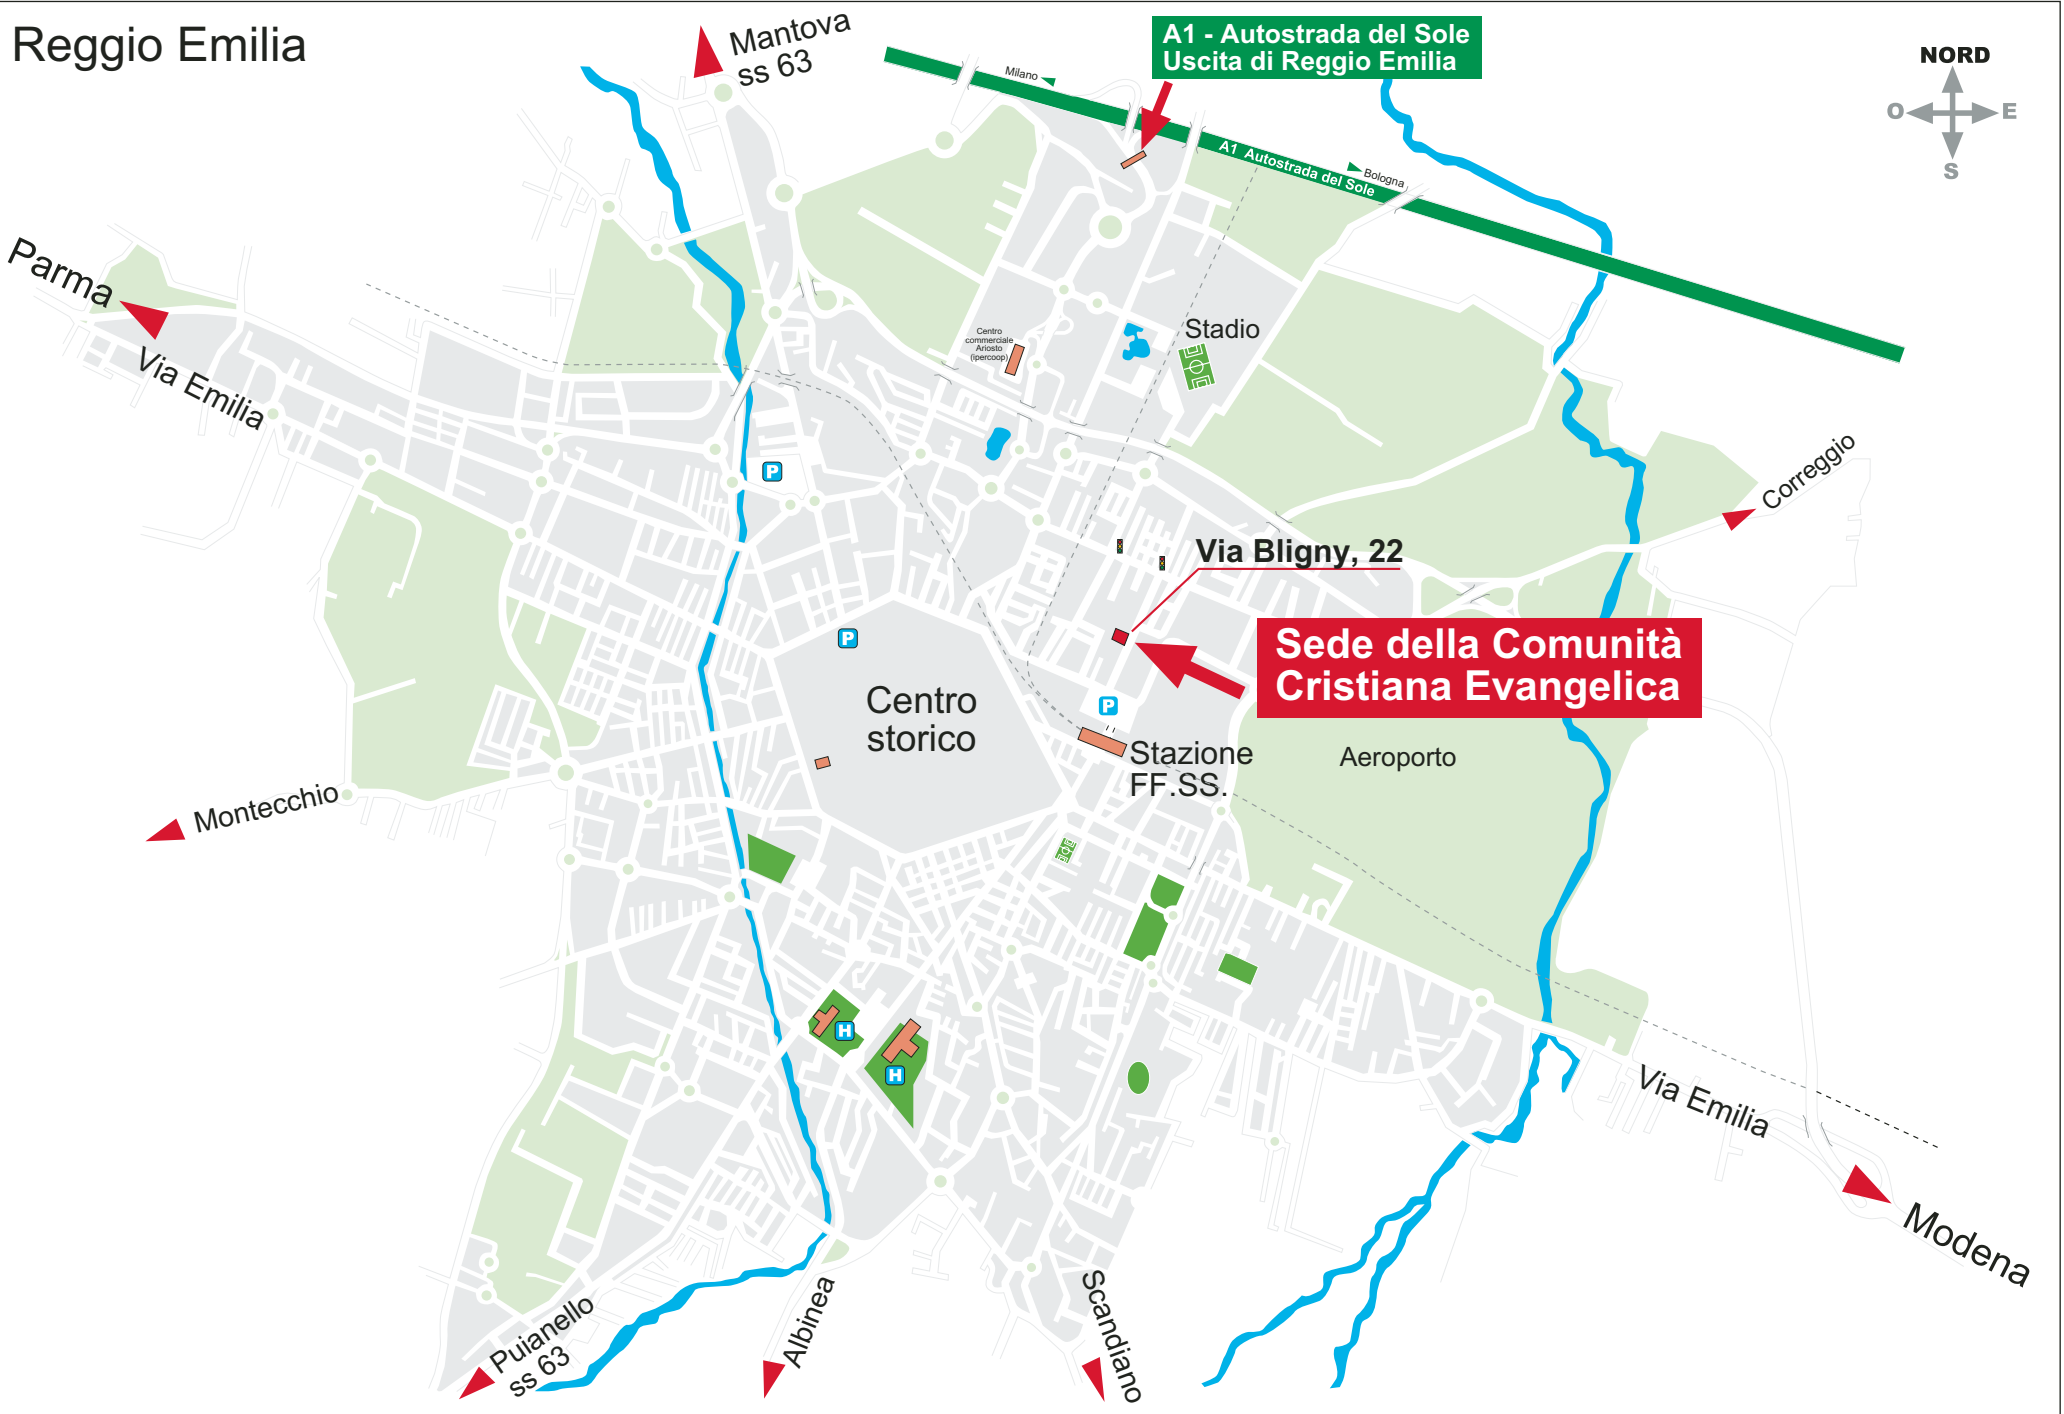 Reggio Emilia
Mantova
ss 63
A1 - Autostrada del Sole
Uscita di Reggio Emilia
NORD
O
E
S
Milano
A1 Autostrada del Sole
Bologna
Parma
Via Emilia
Centro
commerciale
Ariosto
(ipercoop)
Stadio
P
Correggio
Via Bligny, 22
P
Sede della Comunità
Cristiana Evangelica
Centro
storico
P
Stazione
FF.SS.
Aeroporto
Montecchio
H
H
Via Emilia
Modena
Puianello
ss 63
Albinea
Scandiano